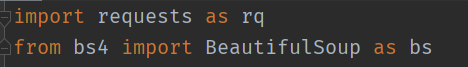 import requests as rq
from bs4 import BeautifulSoup as bs